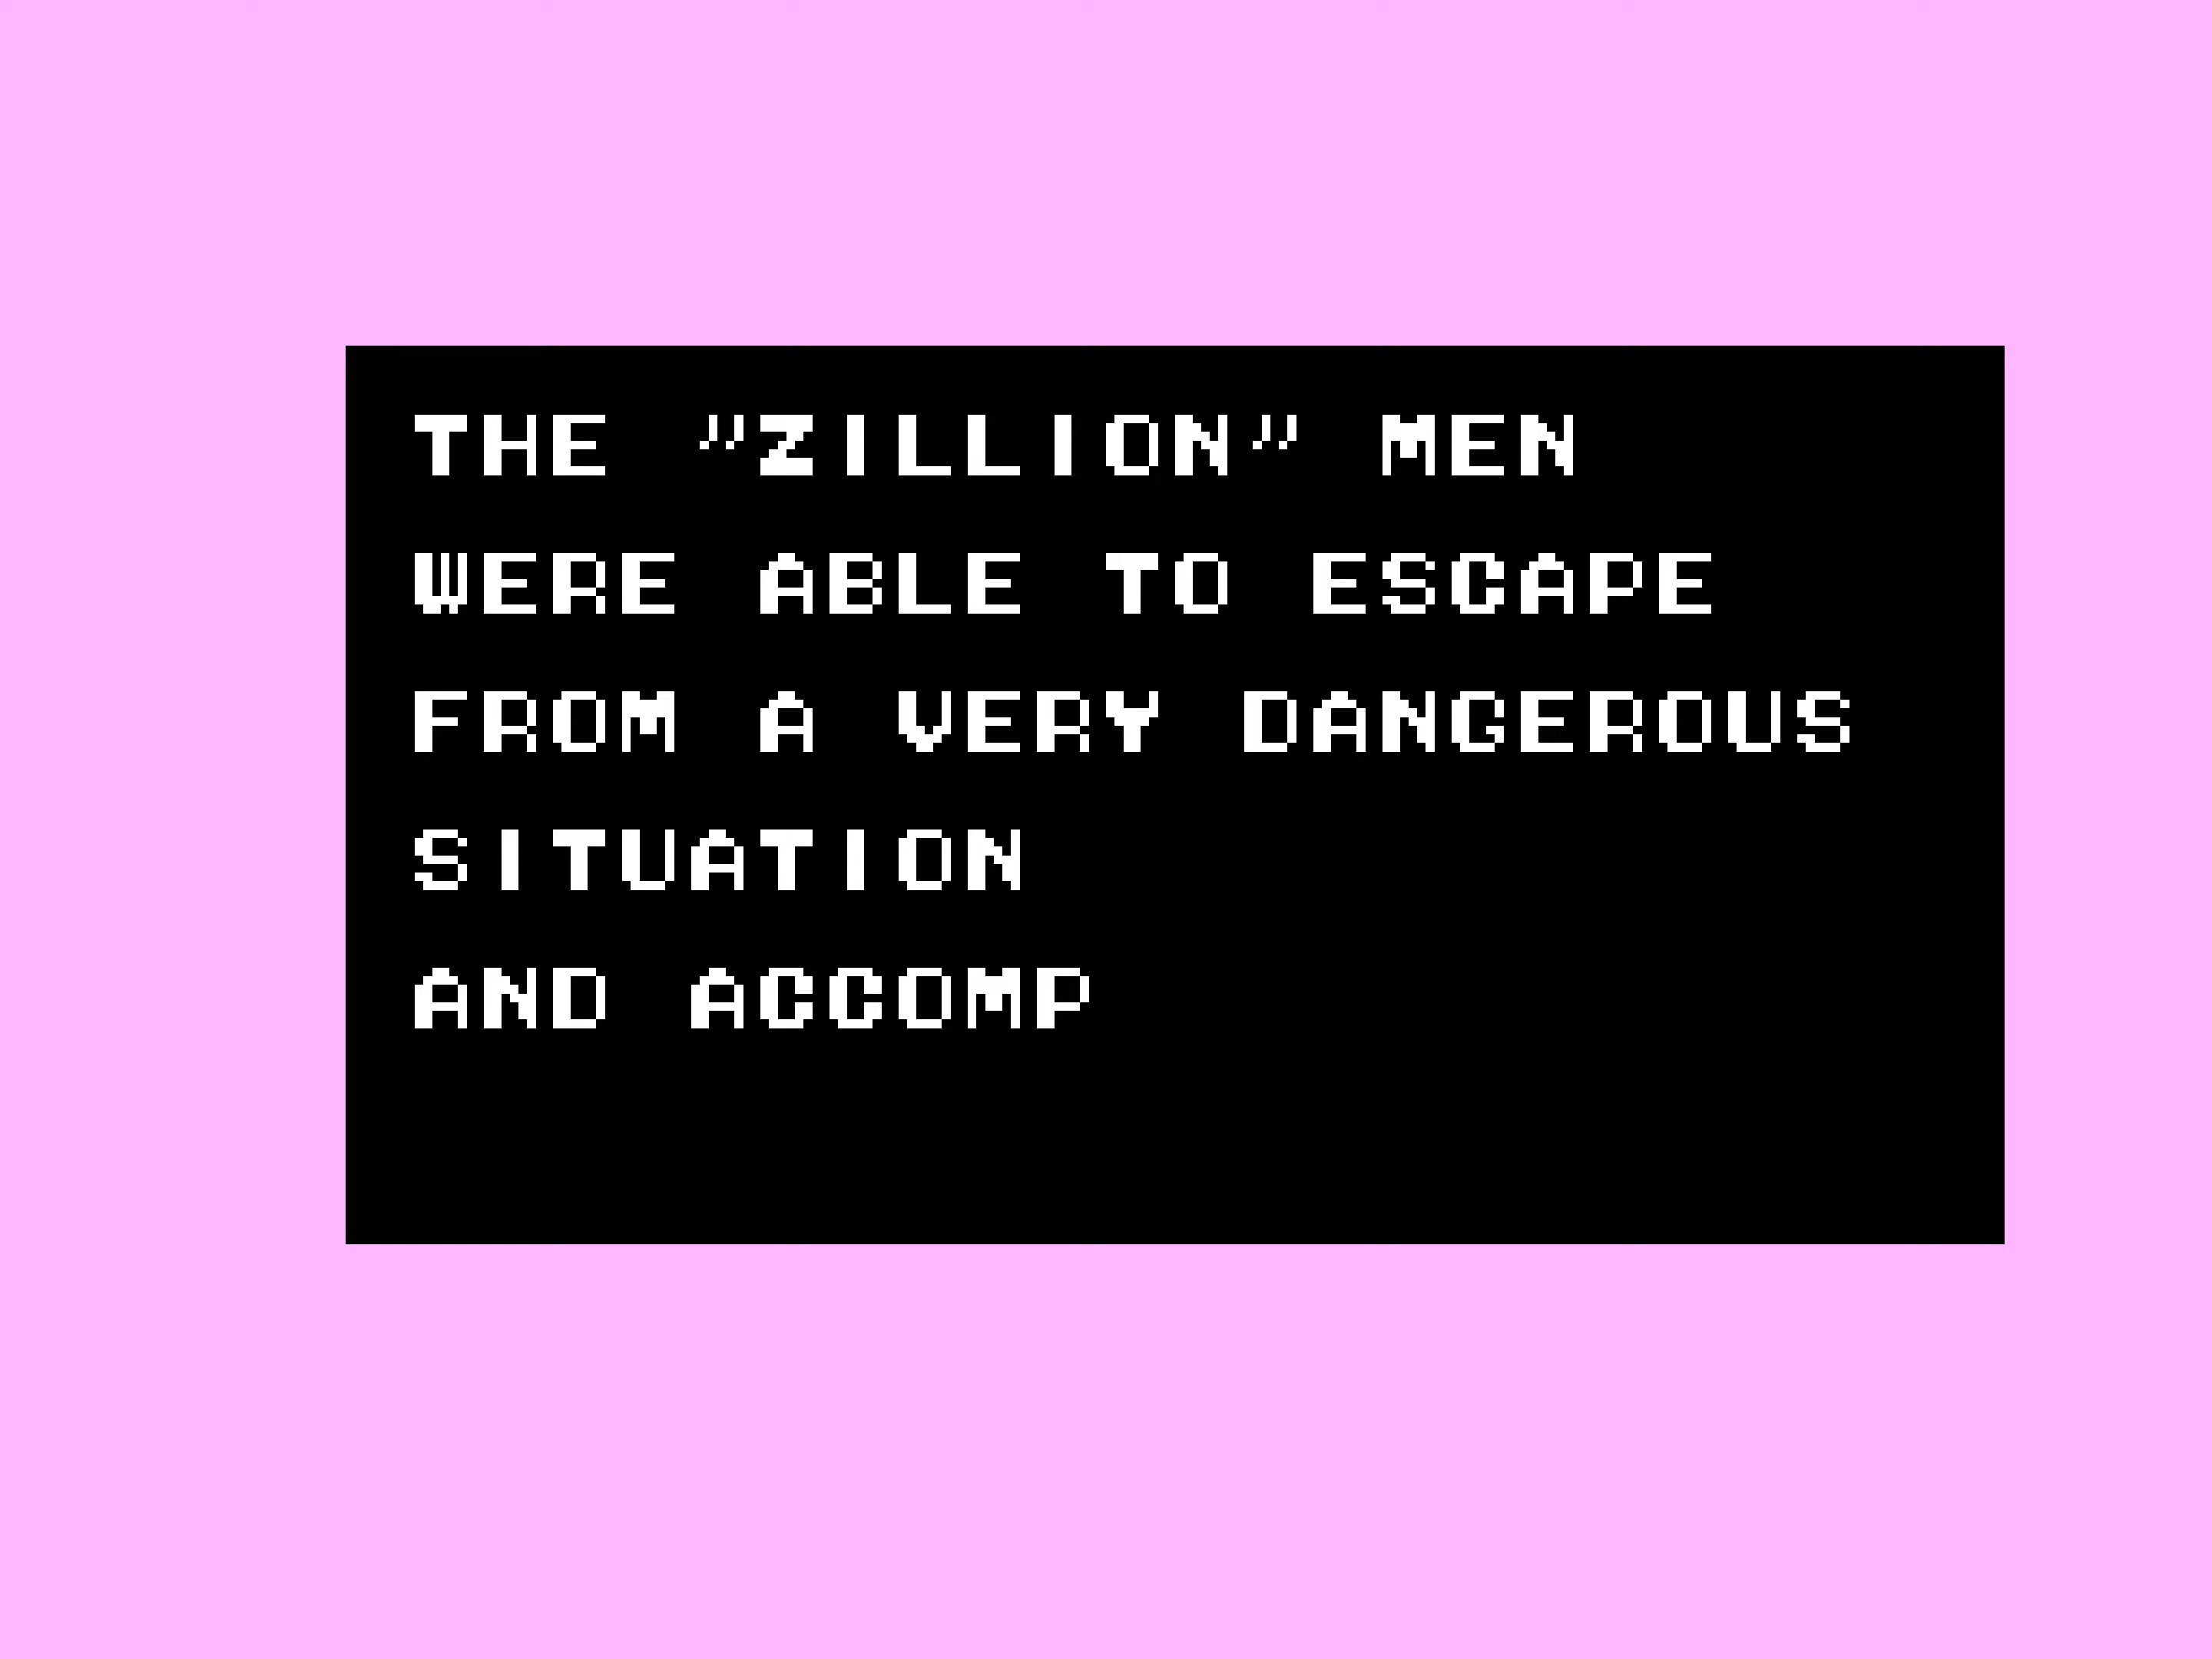 THE "ZILLION" MEN
WERE ABLE TO ESCAPE
FROM A VERY DANGEROUS
SITUATION
AND ACCOMP